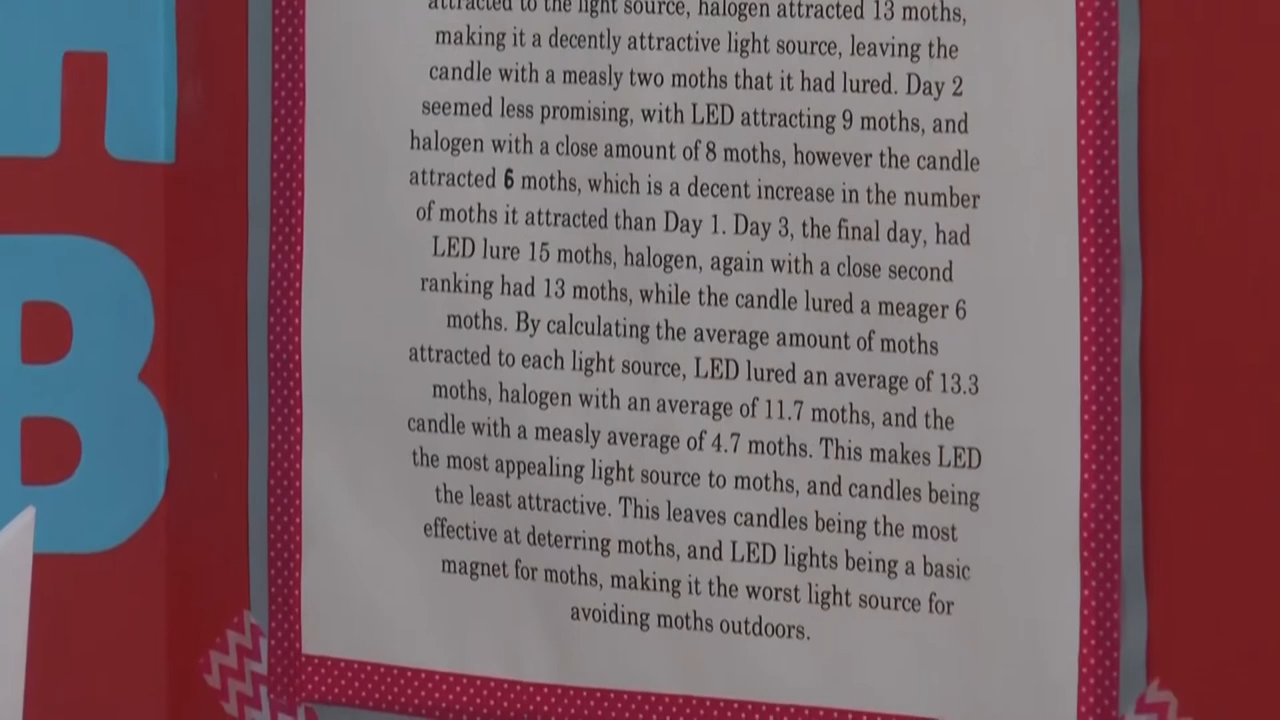 attracted to the light source, halogen attracted 13 moths,
making it a decently attractive light source, leaving the
candle with a measly two moths that it had lured. Day 2
seemed less promising, with LED attracting 9 moths, and
halogen with a close amount of 8 moths, however the candle
attracted 6 moths, which is a decent increase in the number
of moths it attracted than Day 1. Day 3, the final day, had
LED lure 15 moths, halogen, again with a close second
ranking had 13 moths, while the candle lured a meager 6
moths. By calculating the average amount of moths
attracted to each light source, LED lured an average of 13.3
moths, halogen with an average of 11.7 moths, and the
candle with a measly average of 4.7 moths. This makes LED
the most appealing light source to moths, and candles being
the least attractive. This leaves candles being the most
effective at deterring moths, and LED lights being a basic
magnet for moths, making it the worst light source for
avoiding moths outdoors.
B